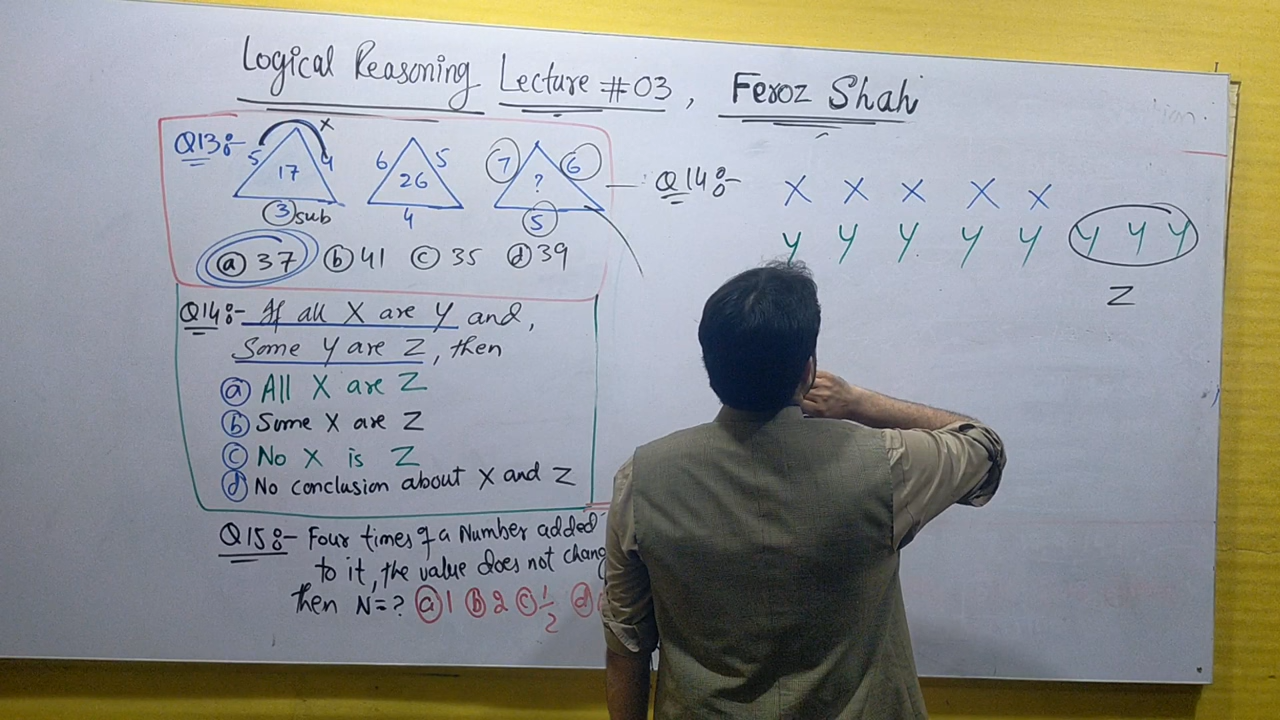 Logical Reasoning Lecture #03, Feroz Shah
Q13:-
5 x 4
17
3 sub
6 5
26
4
7 6
?
5
(a) 37 (b) 41 (c) 35 (d) 39
Q14:- If all X are Y and,
Some Y are Z, then
(a) All X are Z
(b) Some X are Z
(c) No X is Z
(d) No conclusion about X and Z
Q15:- Four times of a Number added
to it, the value does not chang
then N=? (a) 1 (b) 2 (c) 1/2 (d)
Q14:-
X X X X X
Y Y Y Y Y Y Y Y
Z